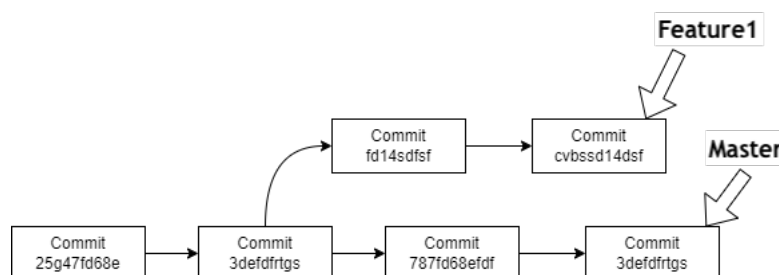 Feature1
Commit
fd14sdfsf
Commit
cvbssd14dsf
Master
Commit
25g47fd68e
Commit
3defdfrtgs
Commit
787fd68efdf
Commit
3defdfrtgs